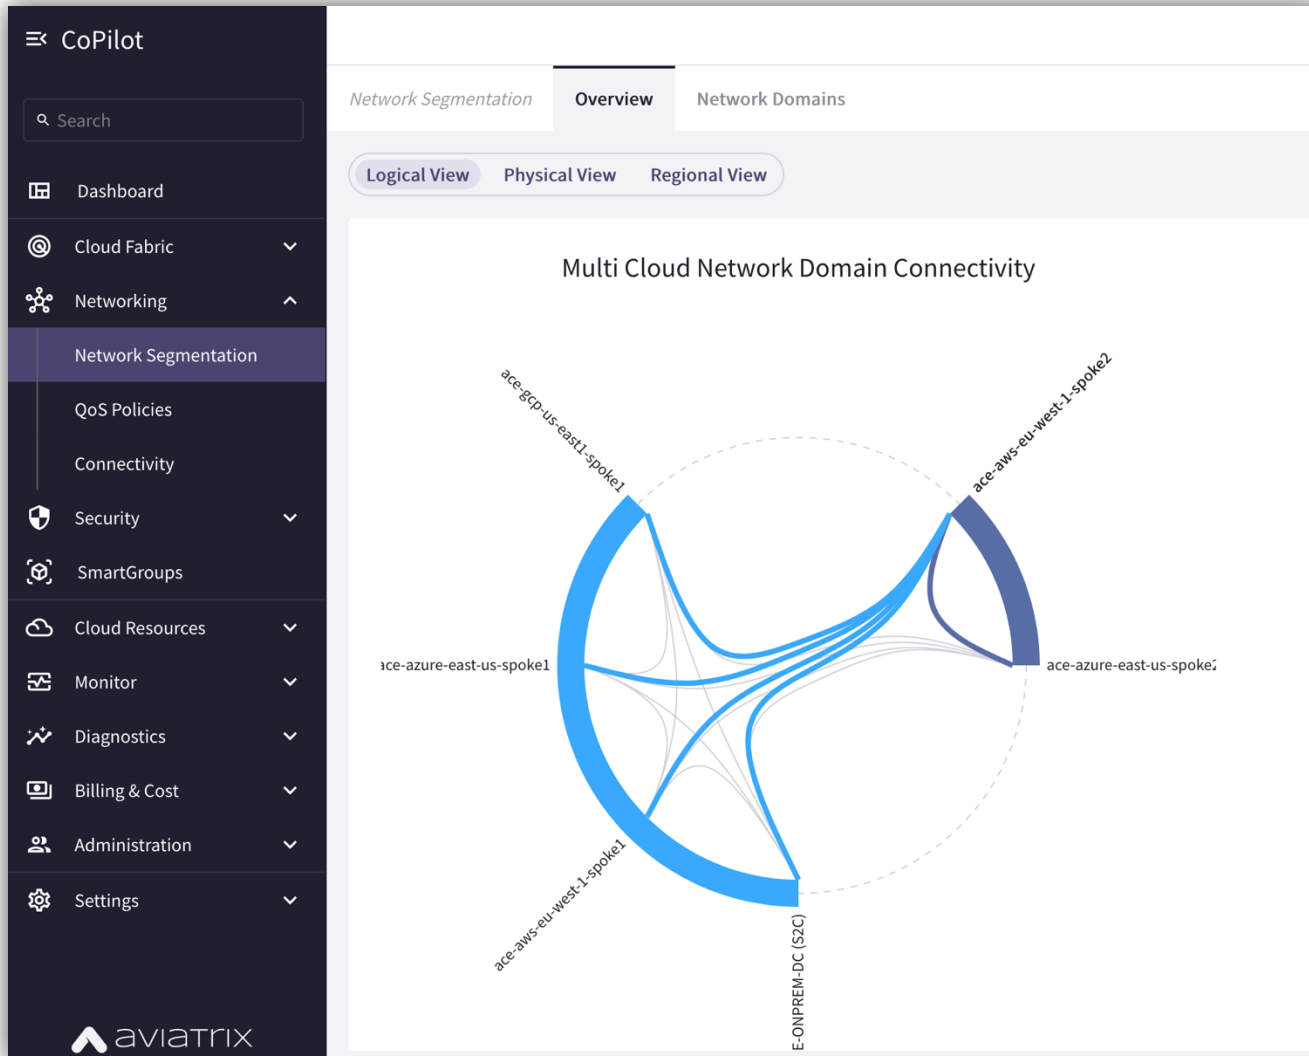 CoPilot
Search
Dashboard
Cloud Fabric
Networking
Network Segmentation
QoS Policies
Connectivity
Security
SmartGroups
Cloud Resources
Monitor
Diagnostics
Billing & Cost
Administration
Settings
aviatrix
Network Segmentation Overview Network Domains
Logical View Physical View Regional View
Multi Cloud Network Domain Connectivity
ace-gcp-us-east1-spoke1
ace-aws-eu-west-1-spoke2
ace-azure-east-us-spoke1
ace-azure-east-us-spoke2
ace-aws-eu-west-1-spoke1
E-ONPREM-DC (S2C)